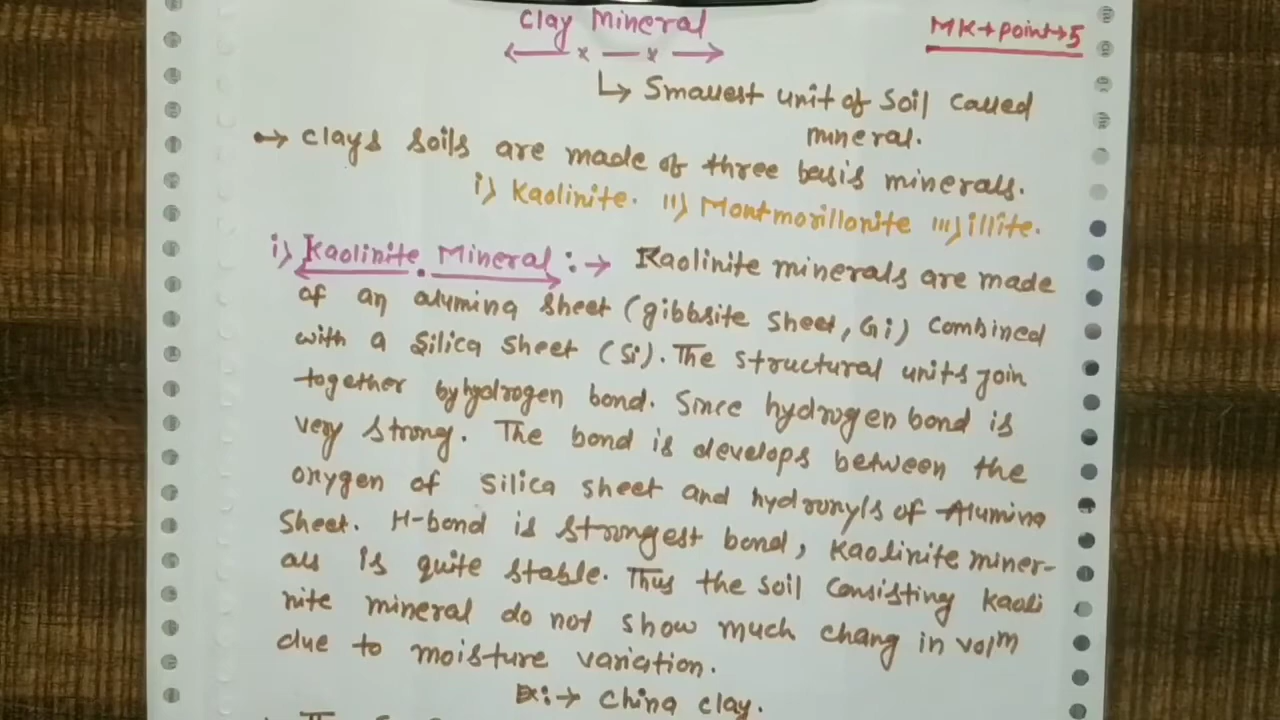 Clay Mineral
MK+point→5
↳ Smallest unit of Soil Called
mineral.
→ clays soils are made of three basis minerals.
i) Kaolinite. ii) Montmorillonite iii) illite.
i) Kaolinite Mineral :→ Kaolinite minerals are made
of an alumina sheet (gibbsite sheet, Gi) Combined
with a Silica sheet (Si). The structural units join
together by hydrogen bond. Since hydrogen bond is
very strong. The bond is develops between the
oxygen of silica sheet and hydroxyls of Alumina
Sheet. H-bond is strongest bond, Kaolinite miner-
als is quite stable. Thus the soil Consisting Kaoli
nite mineral do not show much chang in volm
due to moisture variation.
Ex:→ China clay.